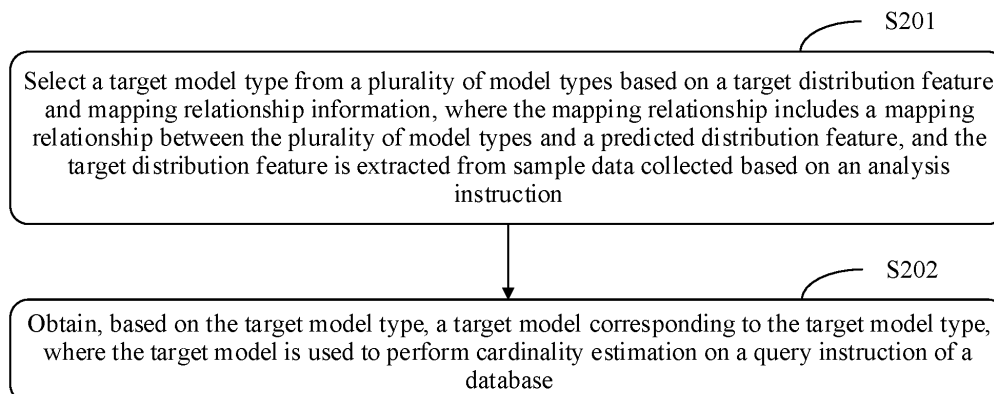 S201
Select a target model type from a plurality of model types based on a target distribution feature
and mapping relationship information, where the mapping relationship includes a mapping
relationship between the plurality of model types and a predicted distribution feature, and the
target distribution feature is extracted from sample data collected based on an analysis
instruction
S202
Obtain, based on the target model type, a target model corresponding to the target model type,
where the target model is used to perform cardinality estimation on a query instruction of a
database